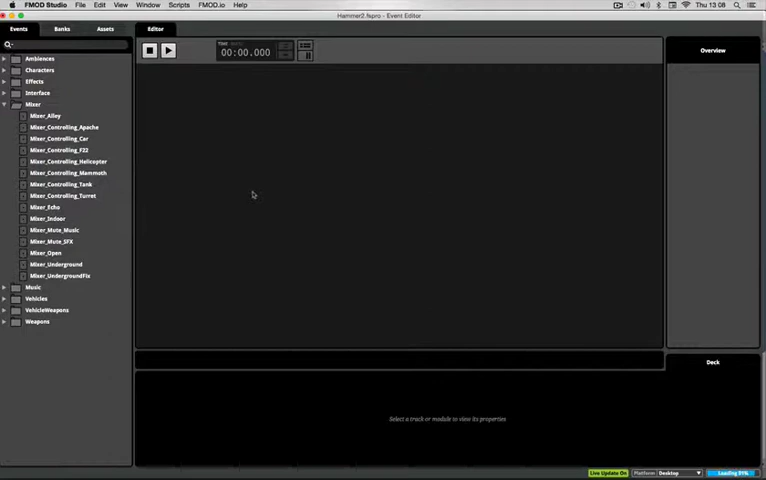 FMOD Studio File Edit View Window Scripts FMOD.io Help Thu 13 08
Hammer2.fspro - Event Editor
Events Banks Assets Editor
00:00.000
Overview
Ambiences
Characters
Effects
Interface
Mixer
Mixer_Alley
Mixer_Controlling_Apache
Mixer_Controlling_Car
Mixer_Controlling_F22
Mixer_Controlling_Helicopter
Mixer_Controlling_Mammoth
Mixer_Controlling_Tank
Mixer_Controlling_Turret
Mixer_Echo
Mixer_Indoor
Mixer_Mute_Music
Mixer_Mute_SFX
Mixer_Open
Mixer_Underground
Mixer_UndergroundFix
Music
Vehicles
VehicleWeapons
Weapons
Deck
Select a track or module to view its properties
Live Update On Platform: Desktop